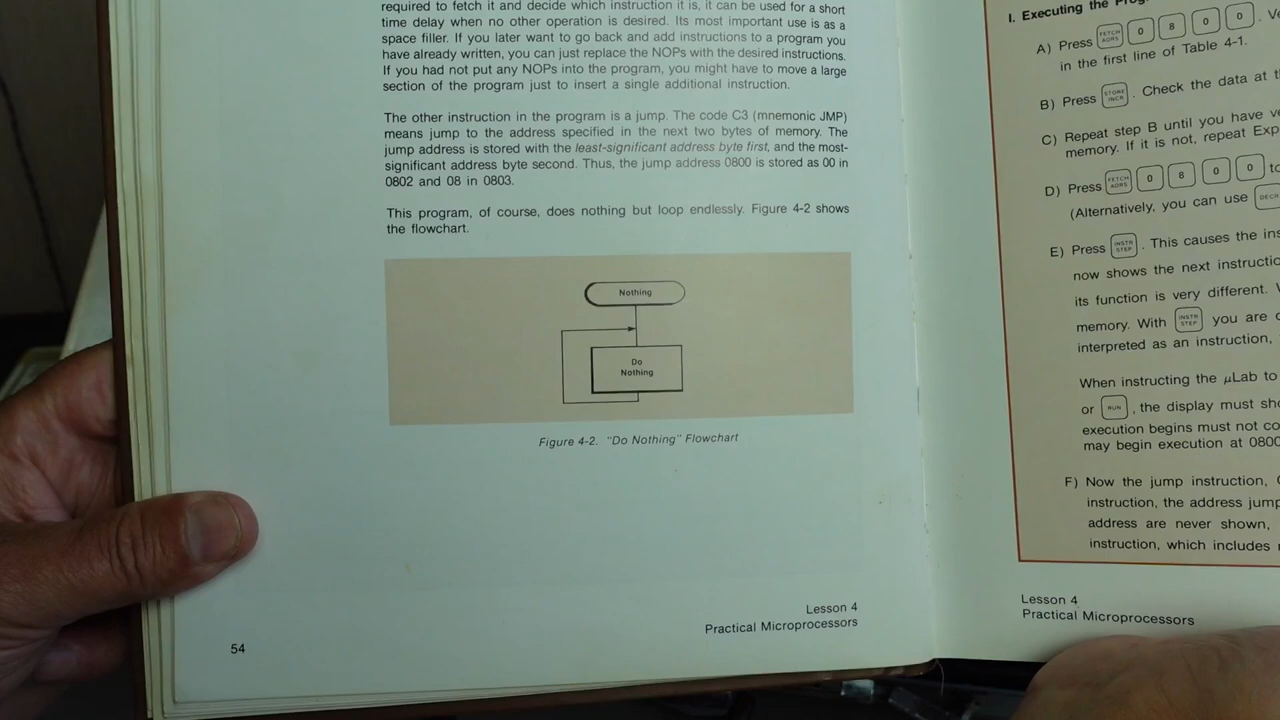 required to fetch it and decide which instruction it is, it can be used for a short
time delay when no other operation is desired. Its most important use is as a
space filler. If you later want to go back and add instructions to a program you
have already written, you can just replace the NOPs with the desired instructions.
If you had not put any NOPs into the program, you might have to move a large
section of the program just to insert a single additional instruction.
The other instruction in the program is a jump. The code C3 (mnemonic JMP)
means jump to the address specified in the next two bytes of memory. The
jump address is stored with the least-significant address byte first, and the most-
significant address byte second. Thus, the jump address 0800 is stored as 00 in
0802 and 08 in 0803.
This program, of course, does nothing but loop endlessly. Figure 4-2 shows
the flowchart.
Nothing
Do
Nothing
Figure 4-2. "Do Nothing" Flowchart
Lesson 4
Practical Microprocessors
54
I. Executing the
A) Press FETCH ADRS 0 8 0 0 .
in the first line of Table 4-1.
B) Press STORE INCR . Check the data at
C) Repeat step B until you have
memory. If it is not, repeat
D) Press FETCH ADRS 0 8 0 0
(Alternatively, you can use DECR
E) Press INSTR STEP . This causes the
now shows the next
its function is very different.
memory. With INSTR STEP you are
interpreted as an instruction,
When instructing the μLab to
or RUN , the display must
execution begins must not
may begin execution at 0800
F) Now the jump instruction,
instruction, the address
address are never shown,
instruction, which includes
Lesson 4
Practical Microprocessors